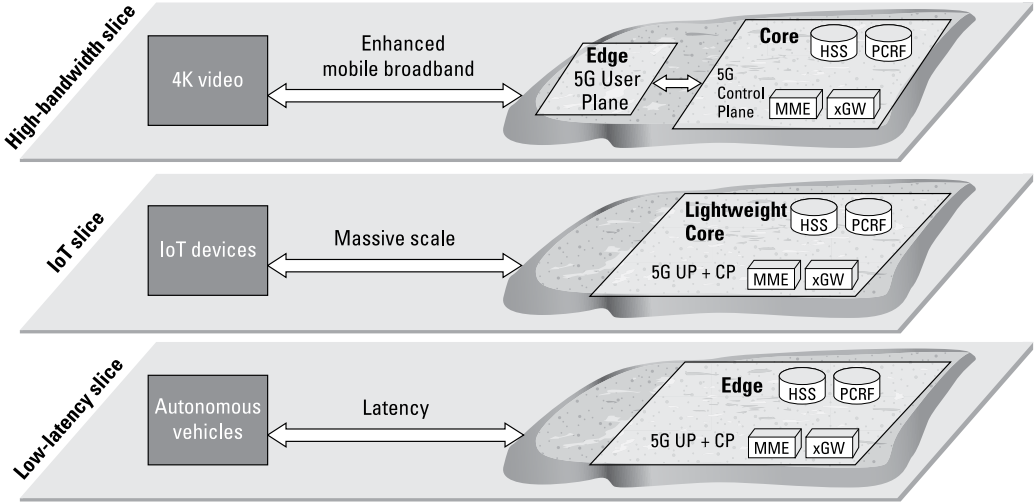 High-bandwidth slice
4K video
Enhanced
mobile broadband
Edge
5G User
Plane
Core
HSS
PCRF
5G
Control
Plane
MME
xGW
IoT slice
IoT devices
Massive scale
Lightweight
Core
HSS
PCRF
5G UP + CP
MME
xGW
Low-latency slice
Autonomous
vehicles
Latency
Edge
HSS
PCRF
5G UP + CP
MME
xGW